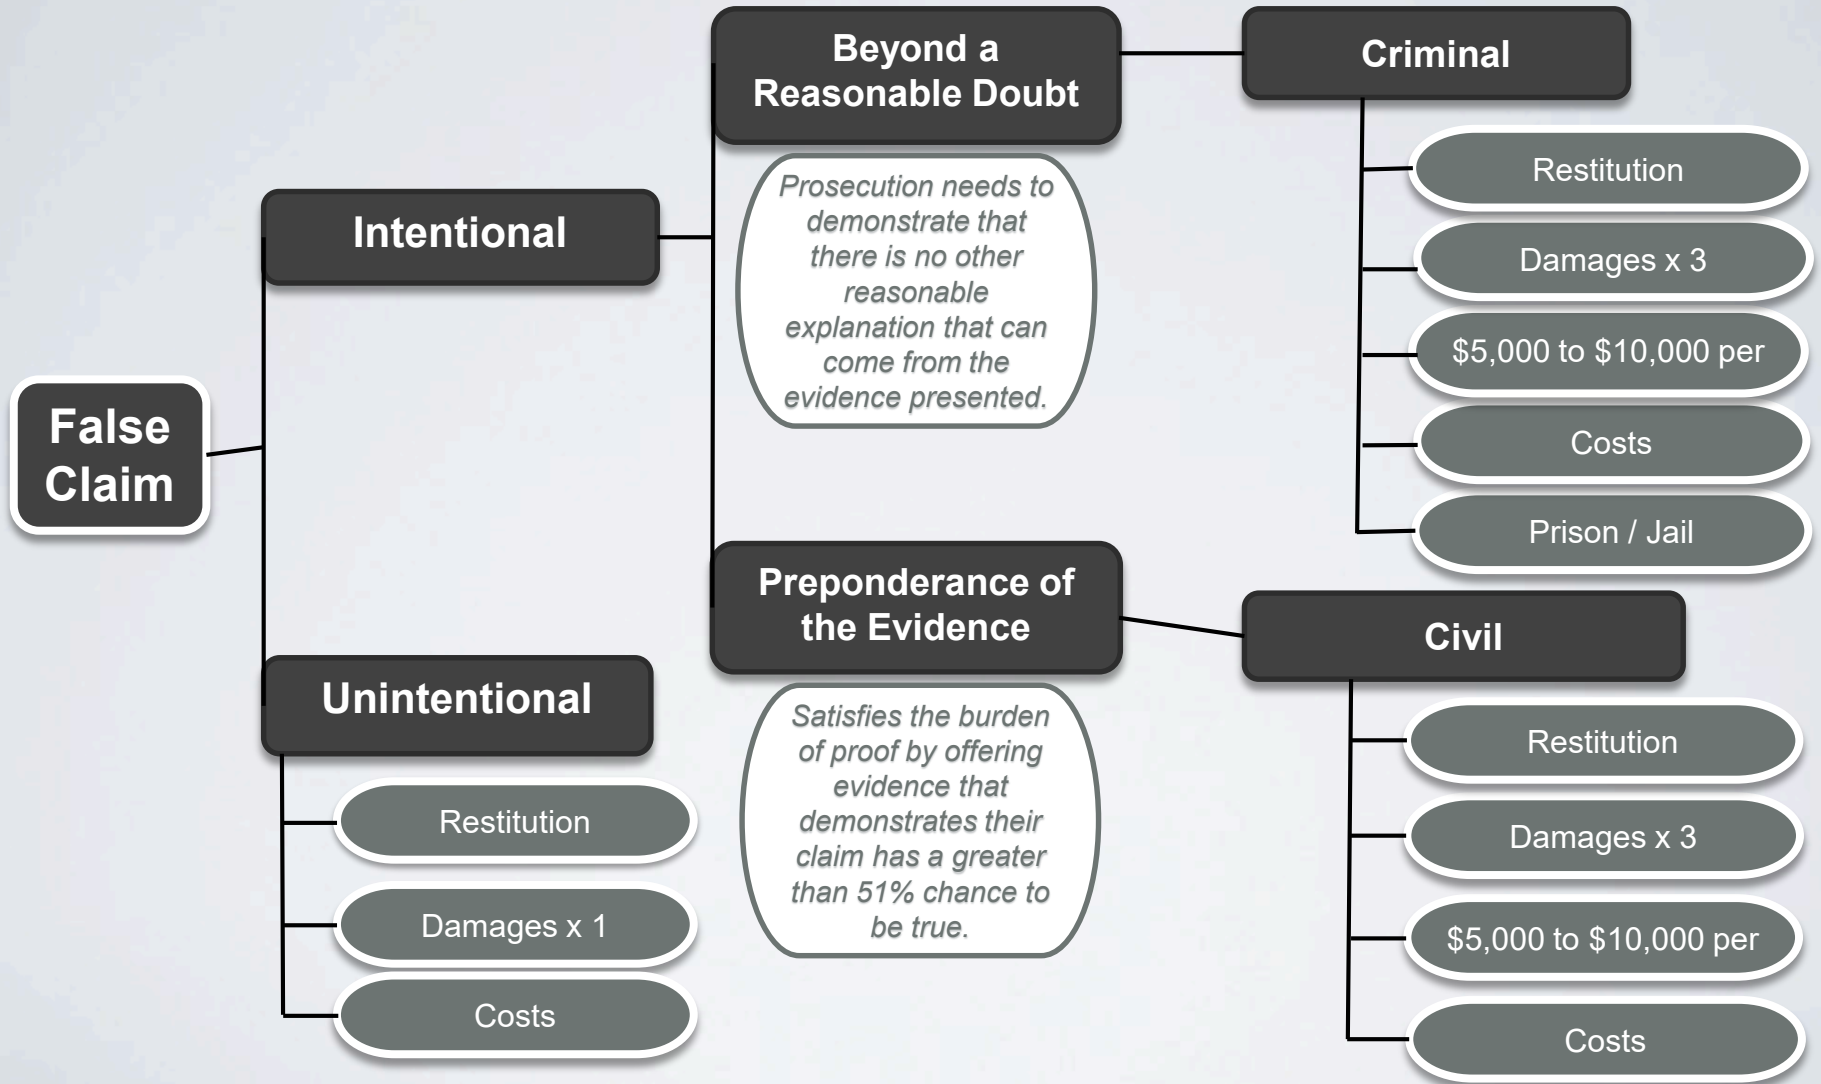 False
Claim
Intentional
Beyond a
Reasonable Doubt
Prosecution needs to
demonstrate that
there is no other
reasonable
explanation that can
come from the
evidence presented.
Criminal
Restitution
Damages x 3
$5,000 to $10,000 per
Costs
Prison / Jail
Preponderance of
the Evidence
Satisfies the burden
of proof by offering
evidence that
demonstrates their
claim has a greater
than 51% chance to
be true.
Civil
Restitution
Damages x 3
$5,000 to $10,000 per
Costs
Unintentional
Restitution
Damages x 1
Costs